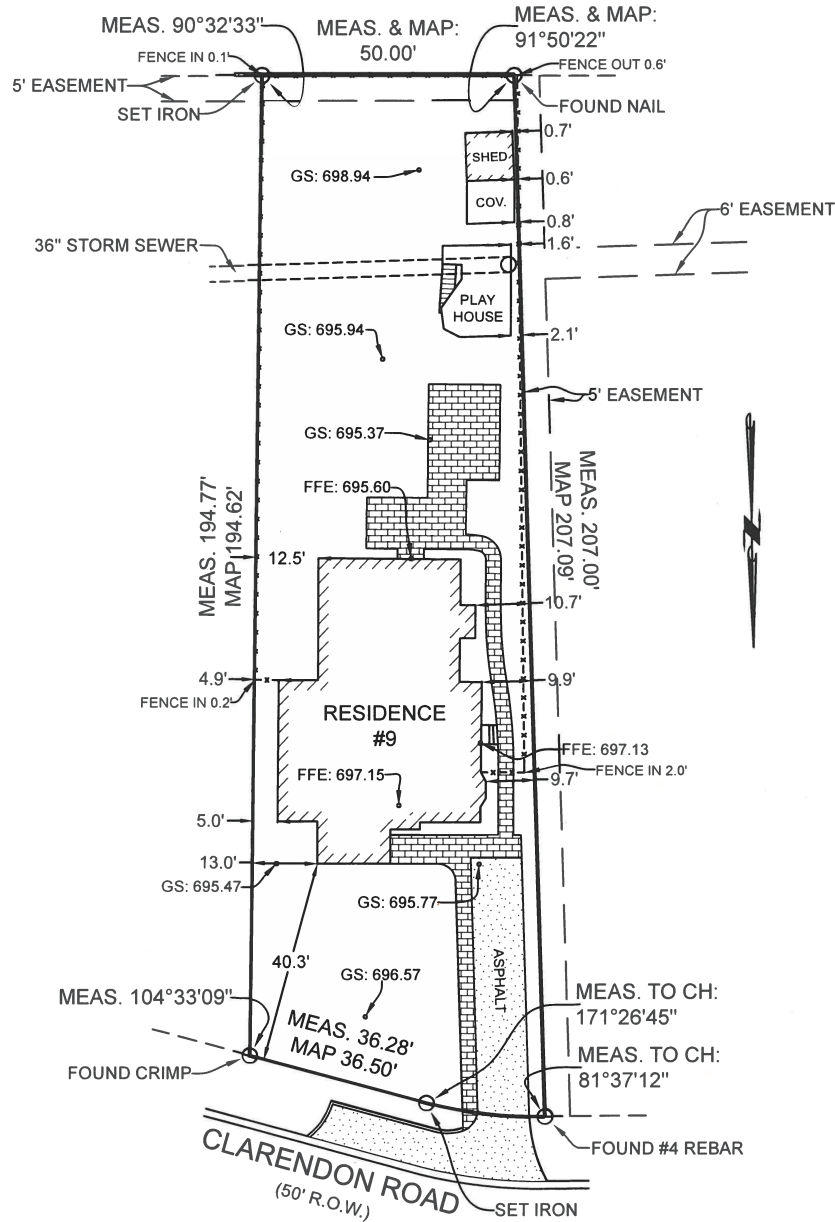 MEAS. 90°32'33"
MEAS. & MAP:
50.00'
MEAS. & MAP:
91°50'22"
FENCE IN 0.1'
FENCE OUT 0.6'
5' EASEMENT
SET IRON
FOUND NAIL
0.7'
SHED
GS: 698.94
0.6'
COV.
0.8'
6' EASEMENT
1.6'
36" STORM SEWER
PLAY
HOUSE
GS: 695.94
2.1'
5' EASEMENT
GS: 695.37
MEAS. 207.00'
MAP 207.09'
FFE: 695.60
MEAS. 194.77'
MAP 194.62'
12.5'
10.7'
4.9'
9.9'
FENCE IN 0.2'
RESIDENCE
#9
FFE: 697.13
FENCE IN 2.0'
FFE: 697.15
9.7'
5.0'
13.0'
GS: 695.47
GS: 695.77
40.3'
GS: 696.57
ASPHALT
MEAS. 104°33'09"
MEAS. TO CH:
171°26'45"
MEAS. 36.28'
MAP 36.50'
MEAS. TO CH:
81°37'12"
FOUND CRIMP
FOUND #4 REBAR
CLARENDON ROAD
(50' R.O.W.)
SET IRON
N